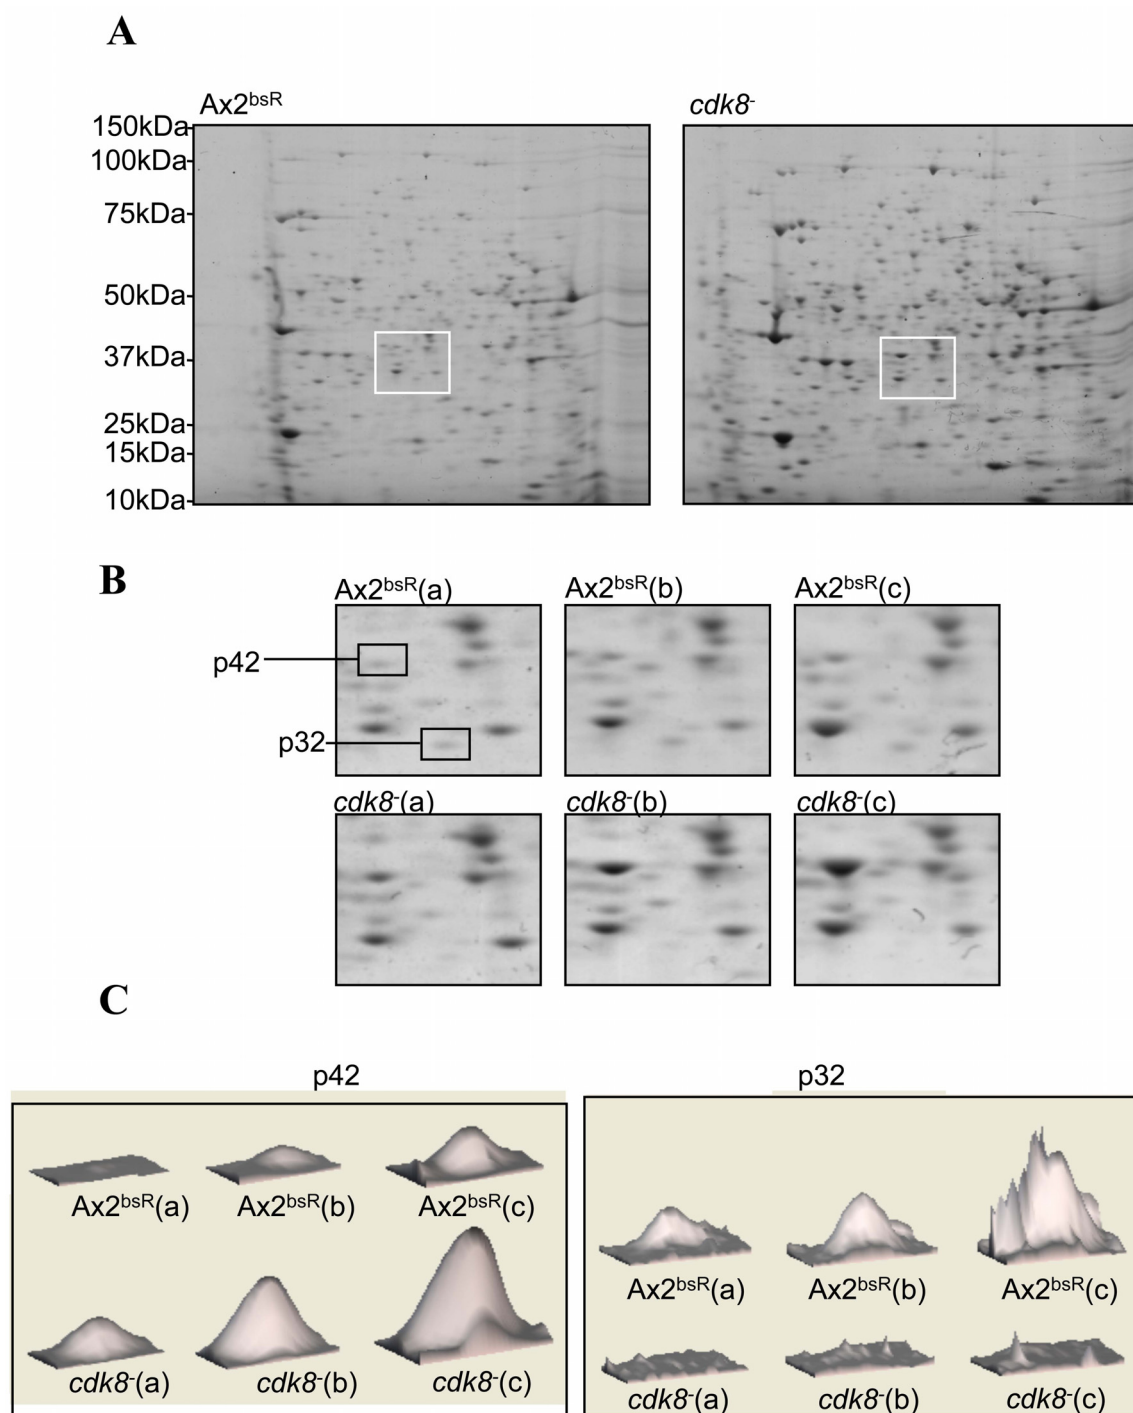 A
Ax2bsR
cdk8-
150kDa
100kDa
75kDa
50kDa
37kDa
25kDa
15kDa
10kDa
B
Ax2bsR(a)
Ax2bsR(b)
Ax2bsR(c)
p42
p32
cdk8-(a)
cdk8-(b)
cdk8-(c)
C
p42
p32
Ax2bsR(a)
Ax2bsR(b)
Ax2bsR(c)
cdk8-(a)
cdk8-(b)
cdk8-(c)
Ax2bsR(a)
Ax2bsR(b)
Ax2bsR(c)
cdk8-(a)
cdk8-(b)
cdk8-(c)